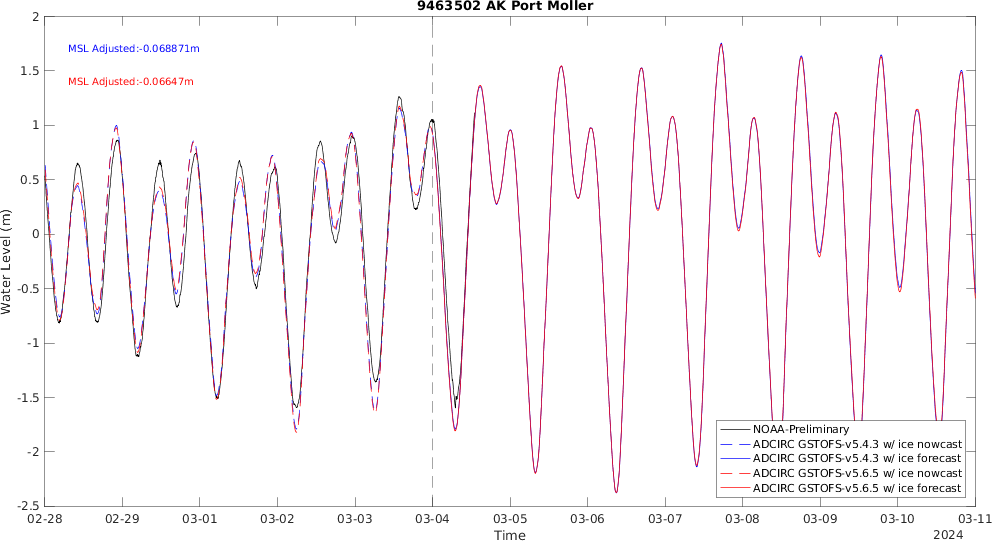 9463502 AK Port Moller
MSL Adjusted:-0.068871m
MSL Adjusted:-0.06647m
Water Level (m)
2
1.5
1
0.5
0
-0.5
-1
-1.5
-2
-2.5
NOAA-Preliminary
ADCIRC GSTOFS-v5.4.3 w/ ice nowcast
ADCIRC GSTOFS-v5.4.3 w/ ice forecast
ADCIRC GSTOFS-v5.6.5 w/ ice nowcast
ADCIRC GSTOFS-v5.6.5 w/ ice forecast
02-28 02-29 03-01 03-02 03-03 03-04 03-05 03-06 03-07 03-08 03-09 03-10 03-11
Time
2024